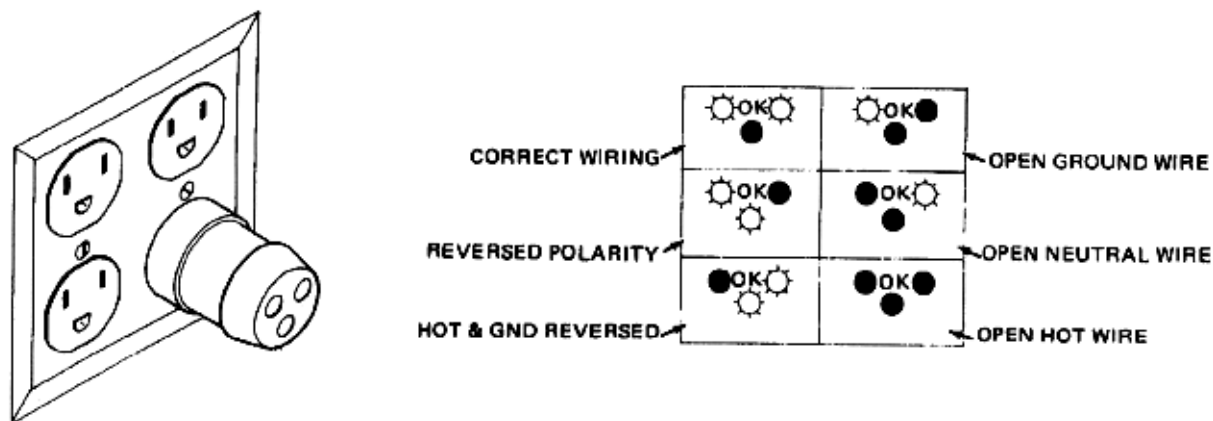 OK OK
CORRECT WIRING
OPEN GROUND WIRE
OK OK
REVERSED POLARITY
OPEN NEUTRAL WIRE
OK OK
HOT & GND REVERSED
OPEN HOT WIRE